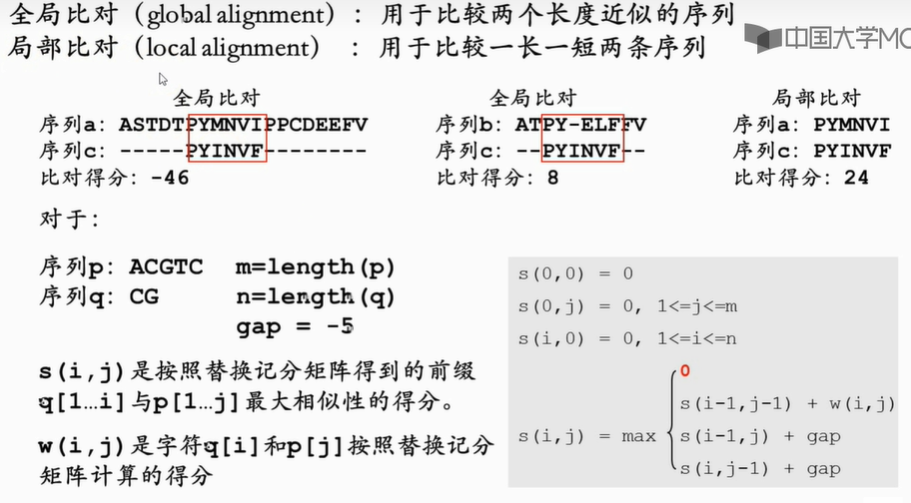 全局比对（global alignment）：用于比较两个长度近似的序列
局部比对（local alignment）：用于比较一长一短两条序列
中国大学MO
全局比对
序列a: ASTDTPYMNVIPPCDEEFV
序列c: -----PYINVF--------
比对得分: -46
全局比对
序列b: ATPY-ELFFV
序列c: --PYINVF--
比对得分: 8
局部比对
序列a: PYMNVI
序列c: PYINVF
比对得分: 24
对于:
序列p: ACGTC m=length(p)
序列q: CG n=length(q)
gap = -5
s(i,j)是按照替换记分矩阵得到的前缀
q[1…i]与p[1…j]最大相似性的得分。
w(i,j)是字符q[i]和p[j]按照替换记分
矩阵计算的得分
s(0,0) = 0
s(0,j) = 0, 1<=j<=m
s(i,0) = 0, 1<=i<=n
0
s(i-1,j-1) + w(i,j)
s(i,j) = max s(i-1,j) + gap
s(i,j-1) + gap